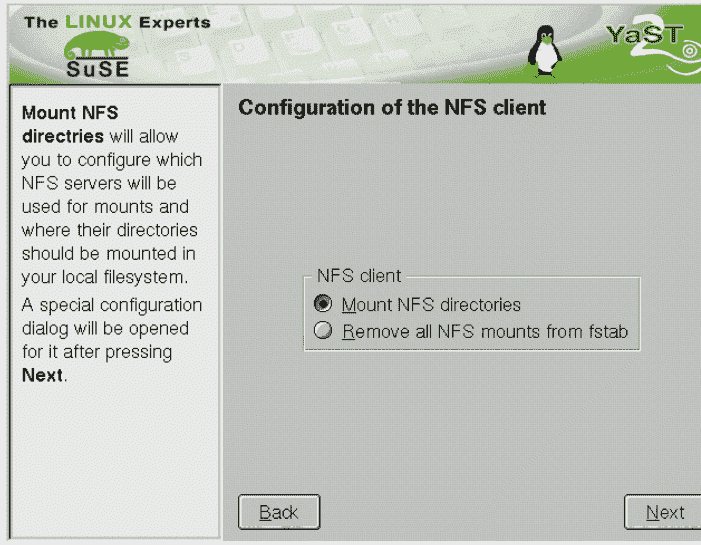 The LINUX Experts
SuSE
YaST
2
Mount NFS
directries will allow
you to configure which
NFS servers will be
used for mounts and
where their directories
should be mounted in
your local filesystem.
A special configuration
dialog will be opened
for it after pressing
Next.
Configuration of the NFS client
NFS client
Mount NFS directories
Remove all NFS mounts from fstab
Back
Next